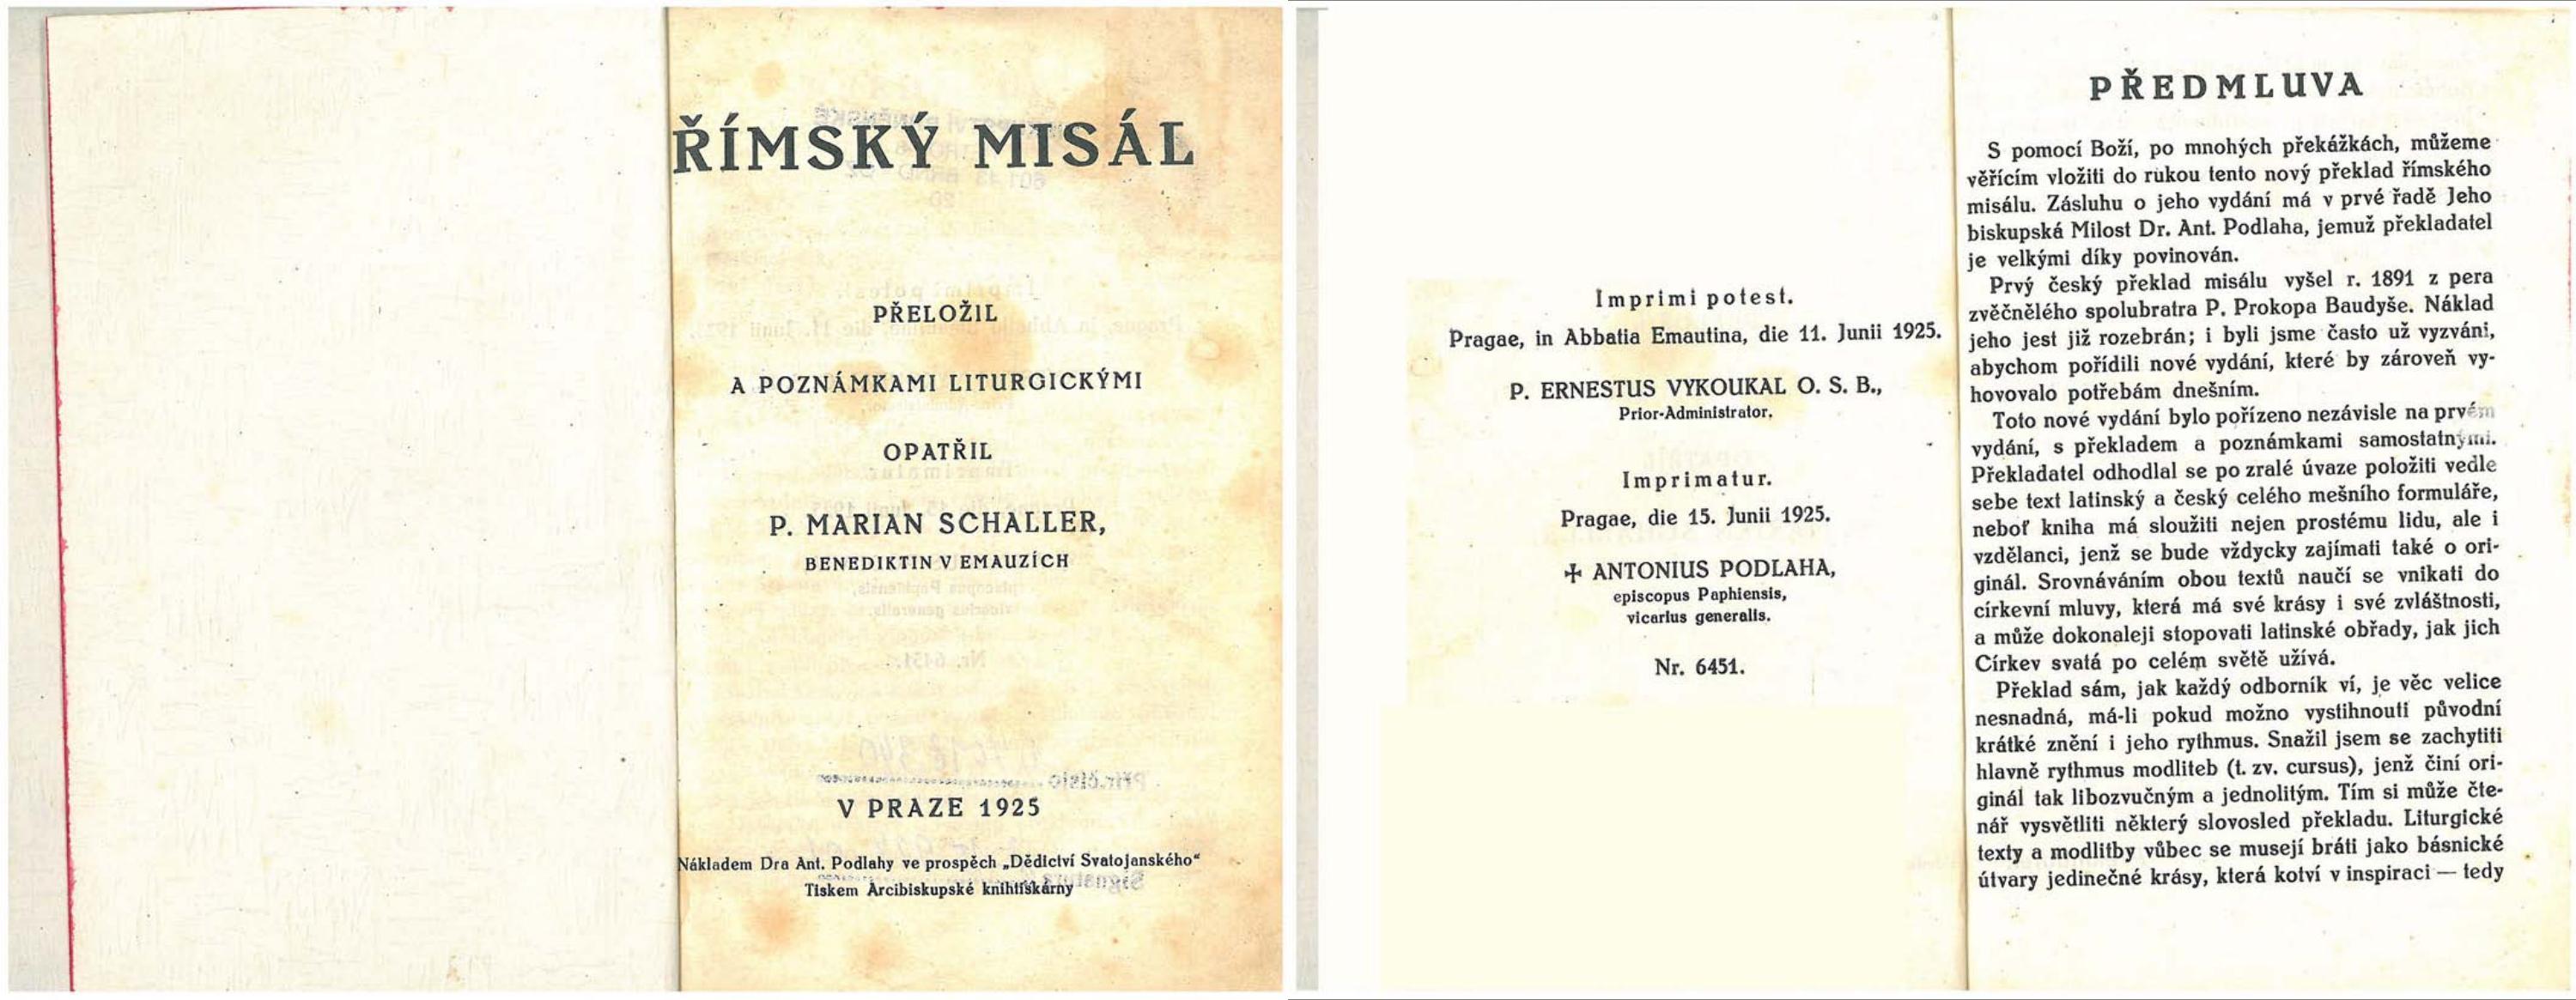 ŘÍMSKÝ MISÁL
PŘELOŽIL
A POZNÁMKAMI LITURGICKÝMI
OPATŘIL
P. MARIAN SCHALLER,
BENEDIKTIN V EMAUZÍCH
V PRAZE 1925
Nákladem Dra Ant. Podlahy ve prospěch „Dědictví Svatojanského“
Tiskem Arcibiskupské knihtiskárny
Imprimi potest.
Pragae, in Abbatia Emautina, die 11. Junii 1925.
P. ERNESTUS VYKOUKAL O. S. B.,
Prior-Administrator.
Imprimatur.
Pragae, die 15. Junii 1925.
✢ ANTONIUS PODLAHA,
episcopus Paphiensis,
vicarius generalis.
Nr. 6451.
PŘEDMLUVA
S pomocí Boží, po mnohých překážkách, můžeme
věřícím vložiti do rukou tento nový překlad římského
misálu. Zásluhu o jeho vydání má v prvé řadě Jeho
biskupská Milost Dr. Ant. Podlaha, jemuž překladatel
je velkými díky povinován.
Prvý český překlad misálu vyšel r. 1891 z pera
zvěčnělého spolubratra P. Prokopa Baudyše. Náklad
jeho jest již rozebrán; i byli jsme často už vyzváni,
abychom pořídili nové vydání, které by zároveň vy-
hovovalo potřebám dnešním.
Toto nové vydání bylo pořízeno nezávisle na prvém
vydání, s překladem a poznámkami samostatnými.
Překladatel odhodlal se po zralé úvaze položiti vedle
sebe text latinský a český celého mešního formuláře,
neboť kniha má sloužiti nejen prostému lidu, ale i
vzdělanci, jenž se bude vždycky zajímati také o ori-
ginál. Srovnáváním obou textů naučí se vnikati do
církevní mluvy, která má své krásy i své zvláštnosti,
a může dokonaleji stopovati latinské obřady, jak jich
Církev svatá po celém světě užívá.
Překlad sám, jak každý odborník ví, je věc velice
nesnadná, má-li pokud možno vystihnouti původní
krátké znění i jeho rythmus. Snažil jsem se zachytiti
hlavně rythmus modliteb (t. zv. cursus), jenž činí ori-
ginál tak libozvučným a jednolitým. Tím si může čte-
nář vysvětliti některý slovosled překladu. Liturgické
texty a modlitby vůbec se musejí bráti jako básnické
útvary jedinečné krásy, která kotví v inspiraci — tedy